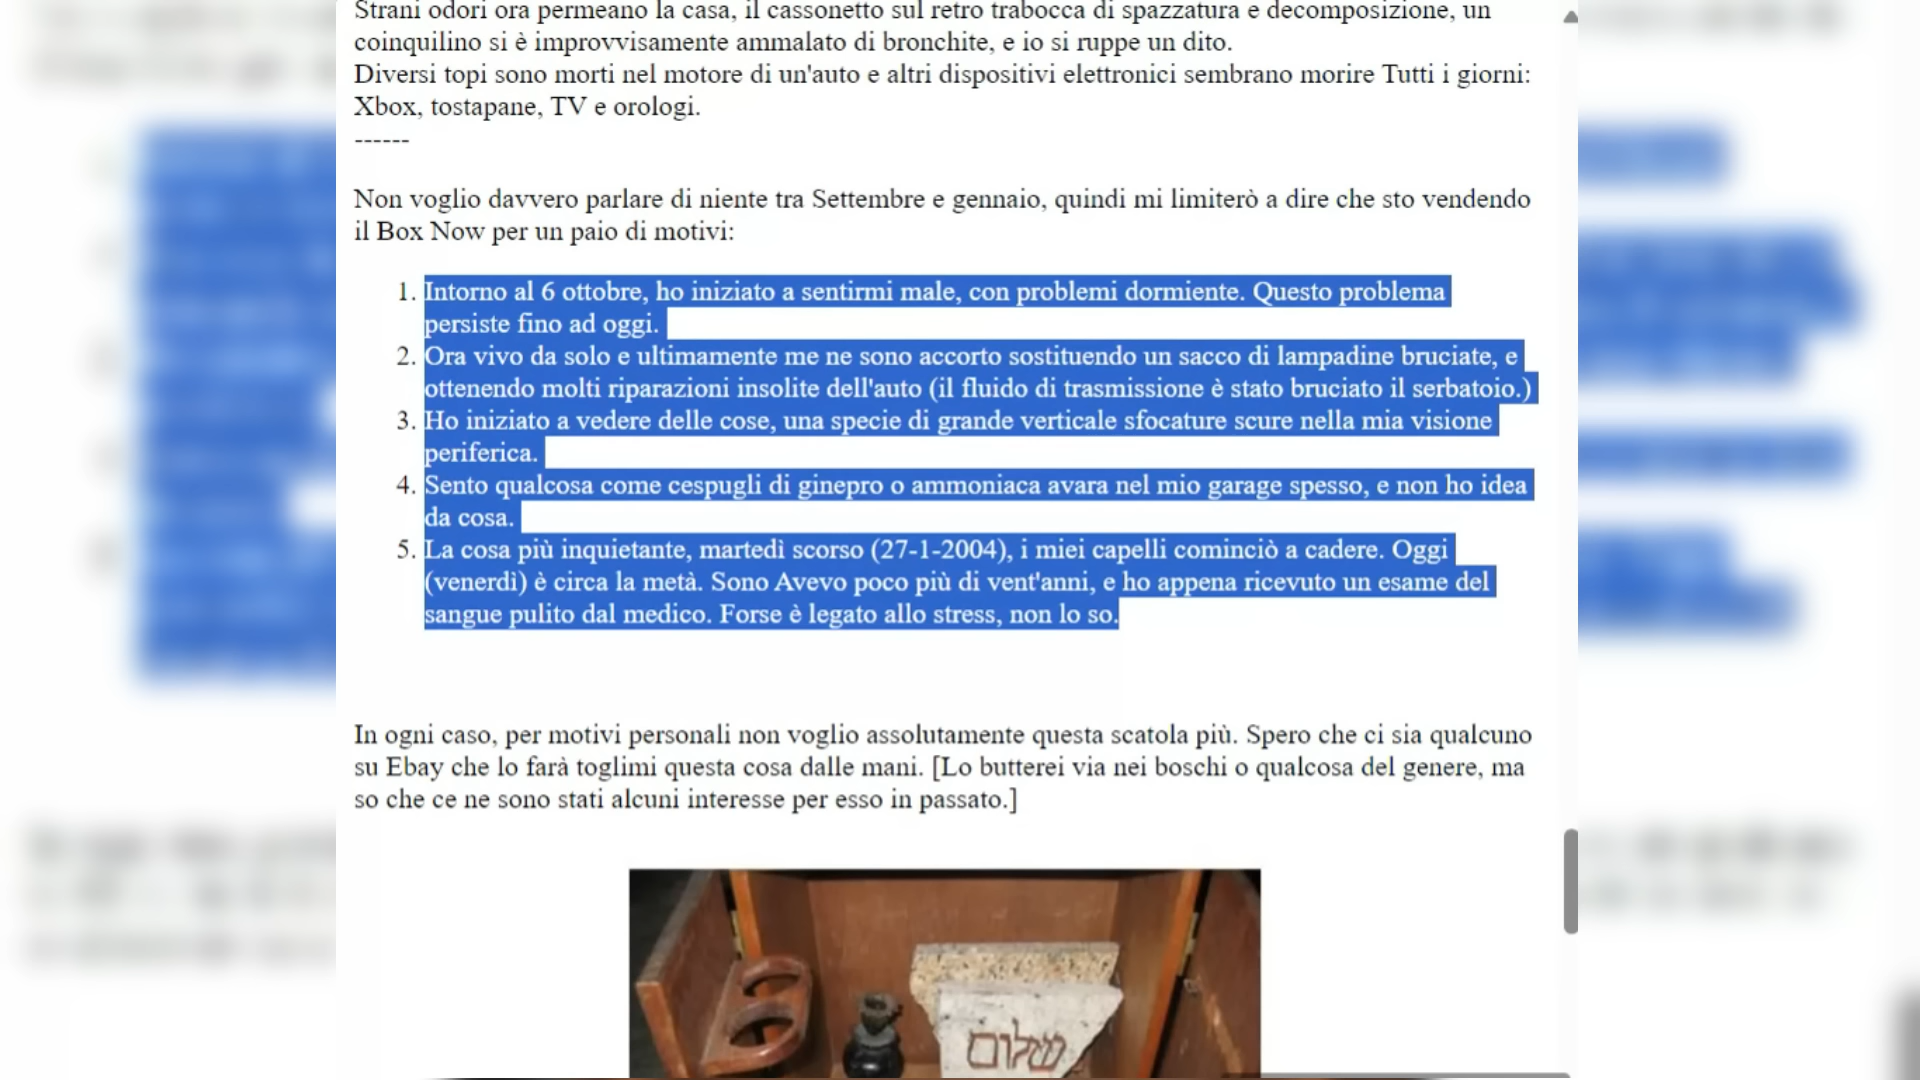 Strani odori ora permeano la casa, il cassonetto sul retro trabocca di spazzatura e decomposizione, un
coinquilino si è improvvisamente ammalato di bronchite, e io si ruppe un dito.
Diversi topi sono morti nel motore di un'auto e altri dispositivi elettronici sembrano morire Tutti i giorni:
Xbox, tostapane, TV e orologi.
------
Non voglio davvero parlare di niente tra Settembre e gennaio, quindi mi limiterò a dire che sto vendendo
il Box Now per un paio di motivi:
1. Intorno al 6 ottobre, ho iniziato a sentirmi male, con problemi dormiente. Questo problema
persiste fino ad oggi.
2. Ora vivo da solo e ultimamente me ne sono accorto sostituendo un sacco di lampadine bruciate, e
ottenendo molti riparazioni insolite dell'auto (il fluido di trasmissione è stato bruciato il serbatoio.)
3. Ho iniziato a vedere delle cose, una specie di grande verticale sfocature scure nella mia visione
periferica.
4. Sento qualcosa come cespugli di ginepro o ammoniaca avara nel mio garage spesso, e non ho idea
da cosa.
5. La cosa più inquietante, martedì scorso (27-1-2004), i miei capelli cominciò a cadere. Oggi
(venerdì) è circa la metà. Sono Avevo poco più di vent'anni, e ho appena ricevuto un esame del
sangue pulito dal medico. Forse è legato allo stress, non lo so.
In ogni caso, per motivi personali non voglio assolutamente questa scatola più. Spero che ci sia qualcuno
su Ebay che lo farà toglimi questa cosa dalle mani. [Lo butterei via nei boschi o qualcosa del genere, ma
so che ce ne sono stati alcuni interesse per esso in passato.]
שלום